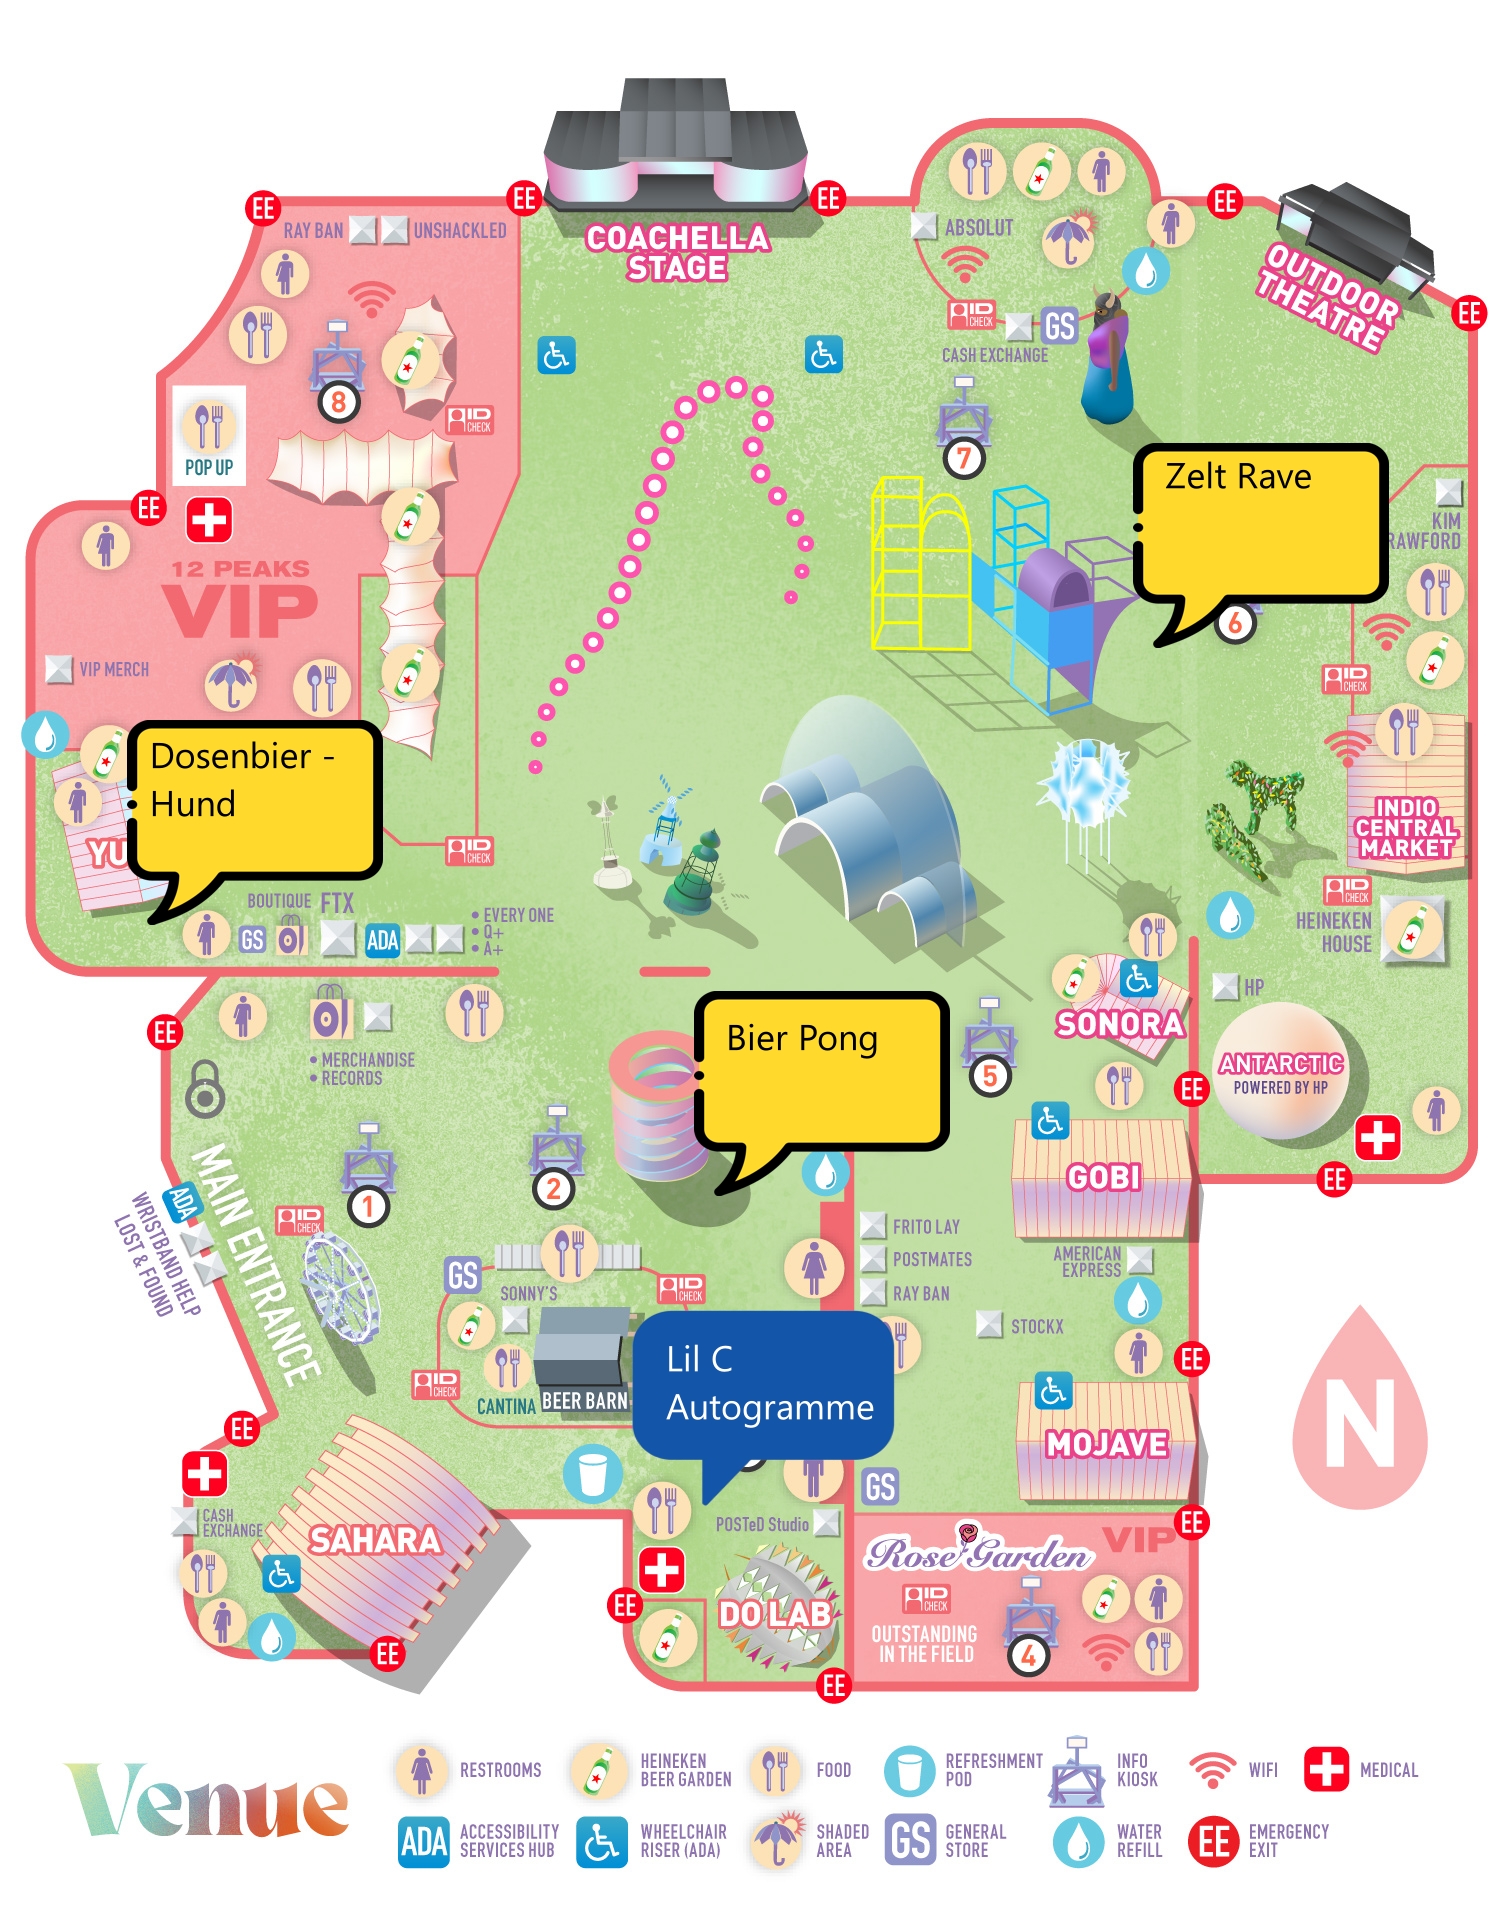 COACHELLA
STAGE
EE
EE
EE
EE
RAY BAN
UNSHACKLED
ABSOLUT
OUTDOOR
THEATRE
EE
ID
CHECK
GS
CASH EXCHANGE
8
ID
CHECK
7
POP UP
Zelt Rave
EE
KIM
RAWFORD
12 PEAKS
VIP
6
VIP MERCH
ID
CHECK
Dosenbier -
Hund
INDIO
CENTRAL
MARKET
YU
ID
CHECK
ID
CHECK
BOUTIQUE
FTX
HEINEKEN
HOUSE
GS
ADA
• EVERY ONE
• Q+
• A+
HP
SONORA
EE
Bier Pong
• MERCHANDISE
• RECORDS
5
ANTARCTIC
POWERED BY HP
EE
MAIN ENTRANCE
1
2
GOBI
EE
ADA
WRISTBAND HELP
LOST & FOUND
ID
CHECK
FRITO LAY
POSTMATES
RAY BAN
AMERICAN
EXPRESS
GS
SONNY'S
ID
CHECK
STOCKX
EE
Lil C
Autogramme
ID
CHECK
CANTINA
BEER BARN
MOJAVE
N
EE
GS
CASH
EXCHANGE
SAHARA
POSTeD Studio
Rose Garden
VIP
EE
ID
CHECK
EE
DO LAB
OUTSTANDING
IN THE FIELD
4
EE
EE
Venue
RESTROOMS
HEINEKEN
BEER GARDEN
FOOD
REFRESHMENT
POD
INFO
KIOSK
WIFI
MEDICAL
ADA
ACCESSIBILITY
SERVICES HUB
WHEELCHAIR
RISER (ADA)
SHADED
AREA
GS
GENERAL
STORE
WATER
REFILL
EE
EMERGENCY
EXIT